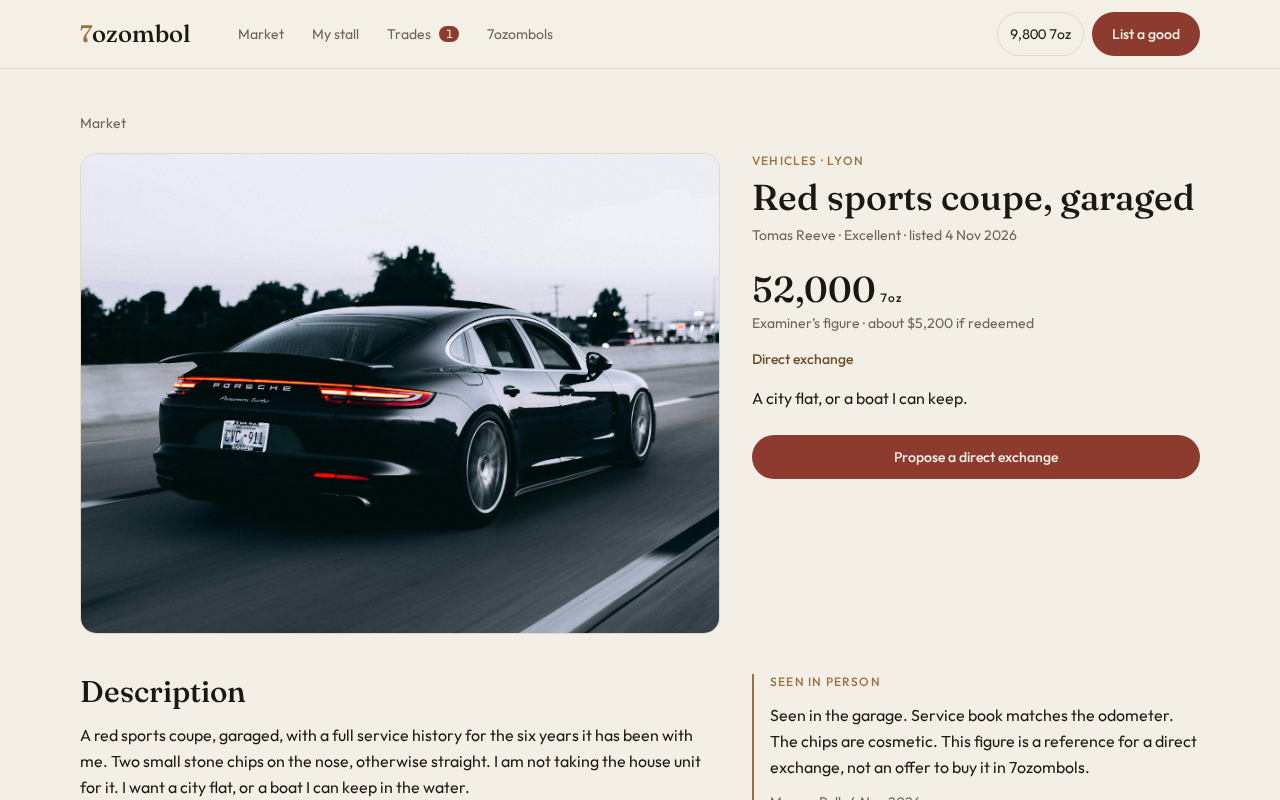 7ozombol
Market
My stall
Trades 1
7ozombols
9,800 7oz
List a good
Market
PORSCHE
Panamera Turbo
CVC-911
VEHICLES · LYON
Red sports coupe, garaged
Tomas Reeve · Excellent · listed 4 Nov 2026
52,000 7oz
Examiner's figure · about $5,200 if redeemed
Direct exchange
A city flat, or a boat I can keep.
Propose a direct exchange
Description
A red sports coupe, garaged, with a full service history for the six years it has been with
me. Two small stone chips on the nose, otherwise straight. I am not taking the house unit
for it. I want a city flat, or a boat I can keep in the water.
SEEN IN PERSON
Seen in the garage. Service book matches the odometer.
The chips are cosmetic. This figure is a reference for a direct
exchange, not an offer to buy it in 7ozombols.